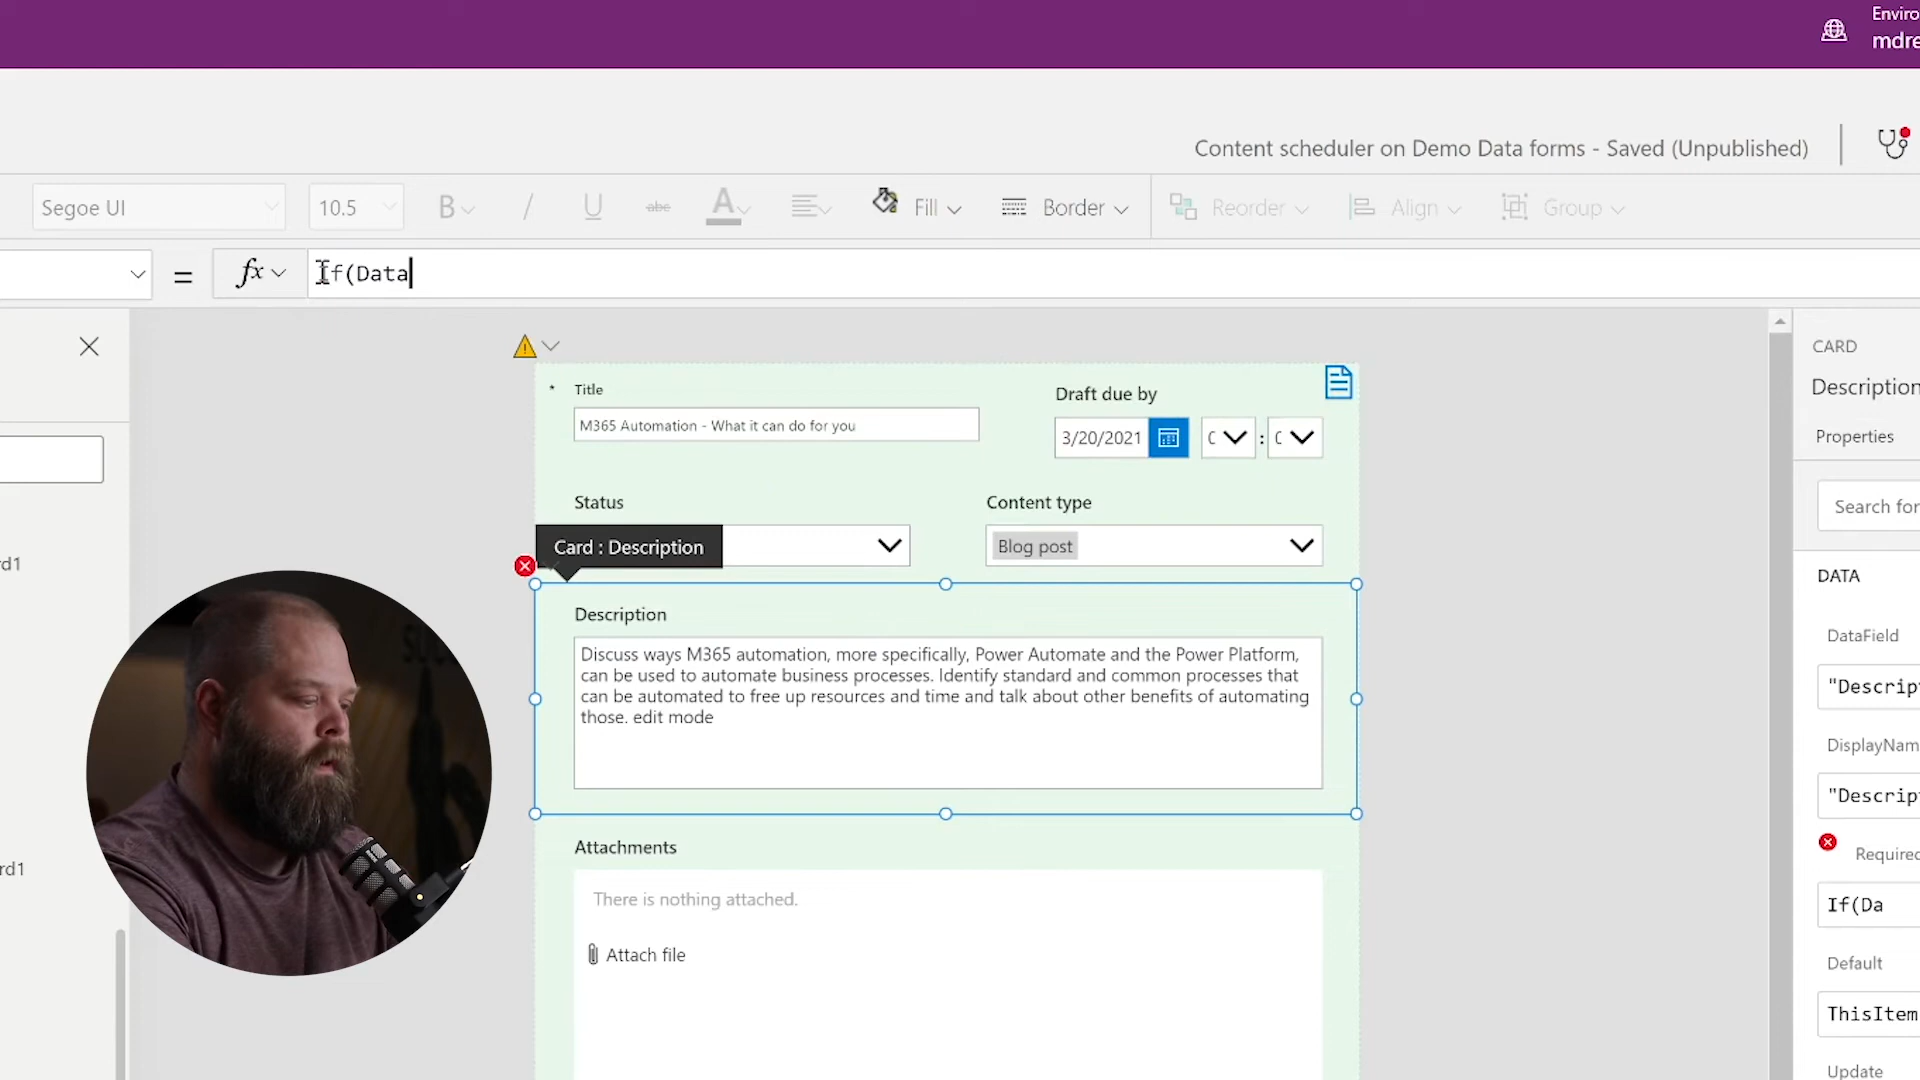 Enviro
mdre
Content scheduler on Demo Data forms - Saved (Unpublished)
Segoe UI
10.5
B
/
U
abc
A
Fill
Border
Reorder
Align
Group
=
fx
If(Data
CARD
Description
Properties
Search for
DATA
DataField
"Descript
DisplayNam
"Descript
Required
If(Da
Default
ThisItem
Update
rd1
rd1
* Title
M365 Automation - What it can do for you
Draft due by
3/20/2021
:
Status
Content type
Card : Description
Blog post
Description
Discuss ways M365 automation, more specifically, Power Automate and the Power Platform,
can be used to automate business processes. Identify standard and common processes that
can be automated to free up resources and time and talk about other benefits of automating
those. edit mode
Attachments
There is nothing attached.
Attach file